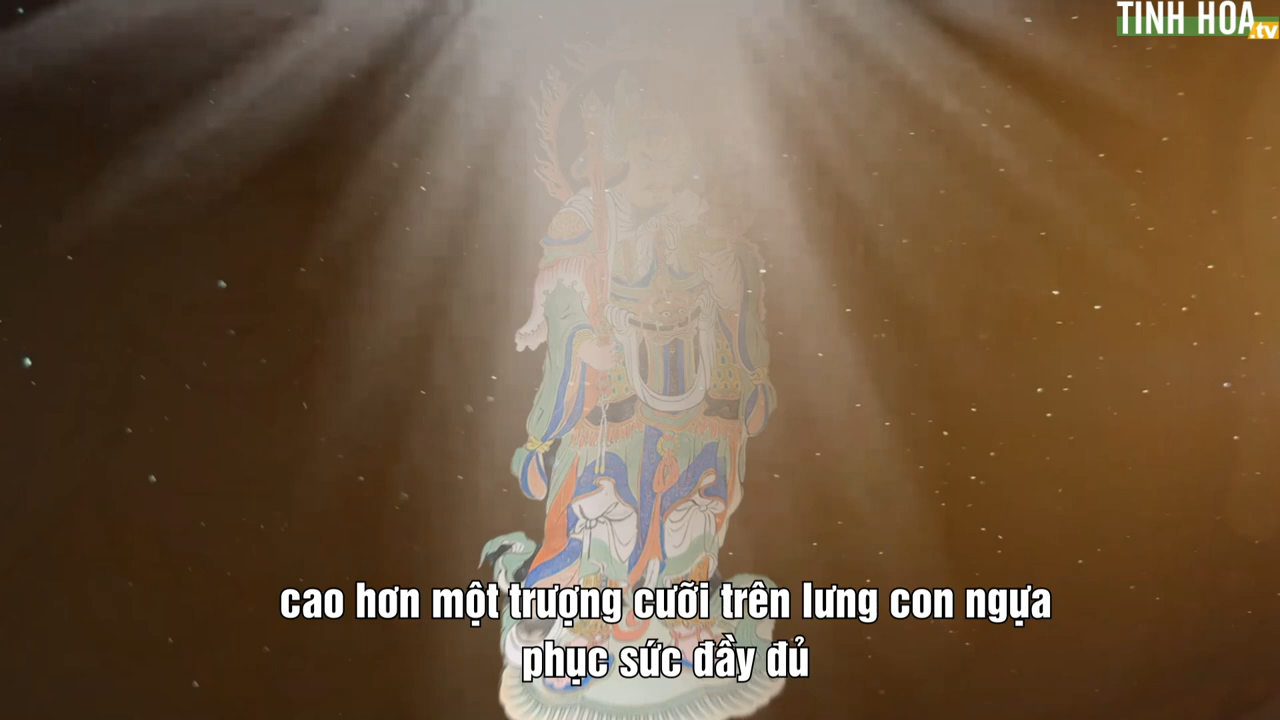 TINH HOA
.tv
cao hơn một trượng cưỡi trên lưng con ngựa
phục sức đầy đủ